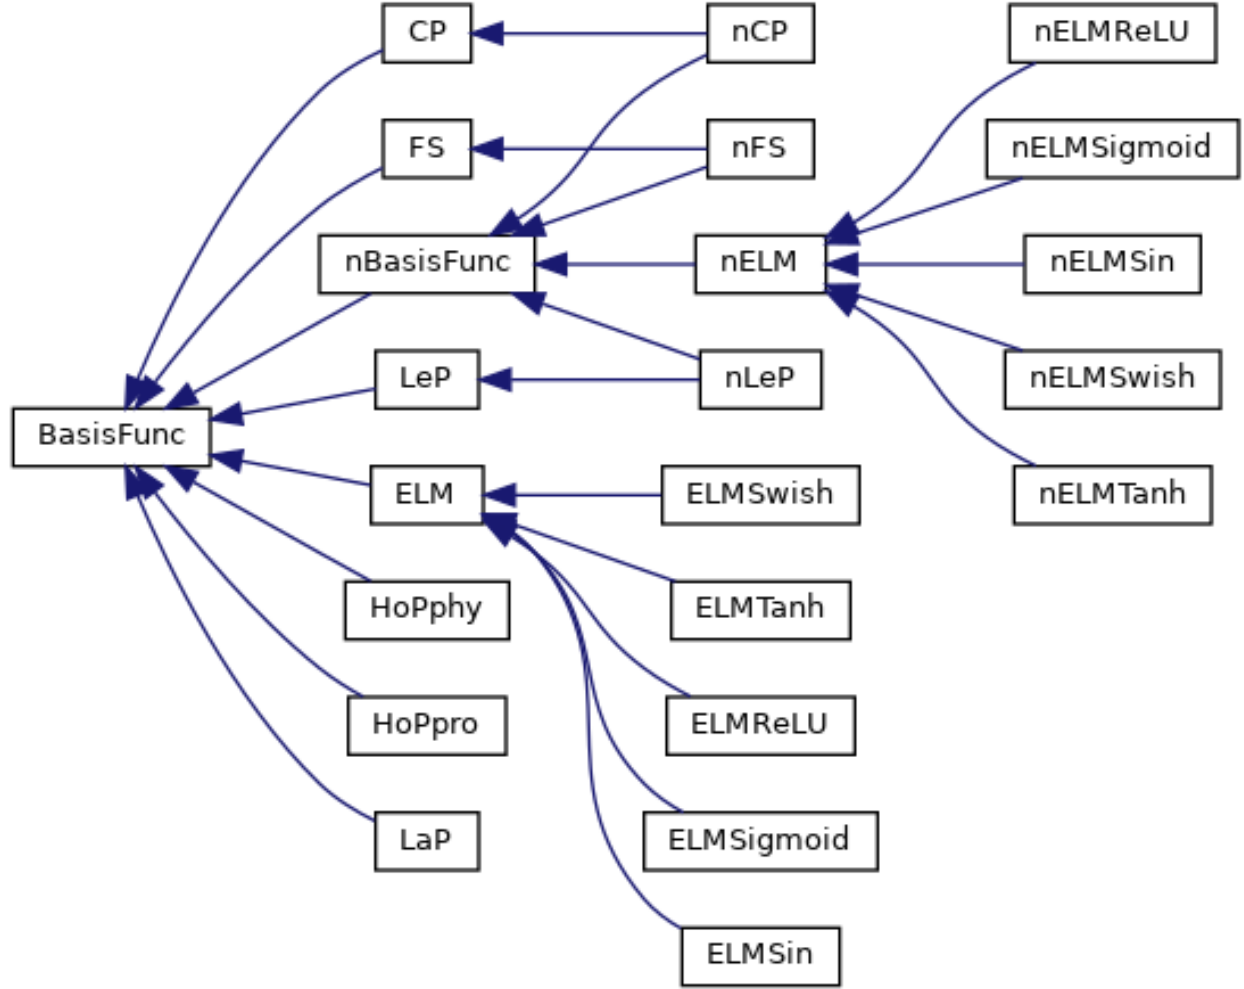 CP
nCP
nELMReLU
FS
nFS
nELMSigmoid
nBasisFunc
nELM
nELMSin
LeP
nLeP
nELMSwish
BasisFunc
ELM
ELMSwish
nELMTanh
HoPphy
ELMTanh
HoPpro
ELMReLU
LaP
ELMSigmoid
ELMSin